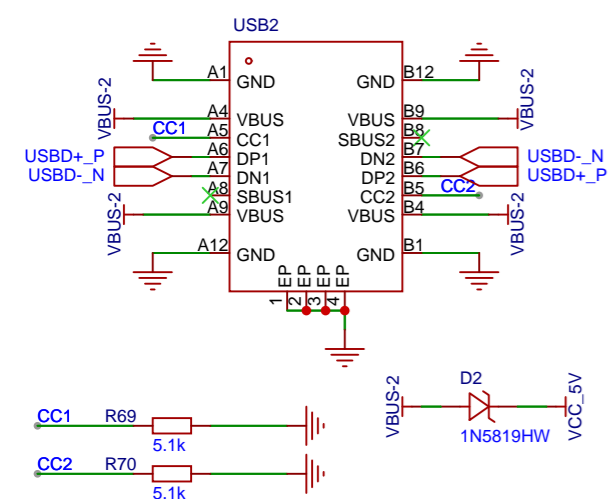 USB2
A1 GND GND B12
VBUS-2 A4 VBUS VBUS B9 VBUS-2
CC1 A5 CC1 SBUS2 B8
USBD+_P A6 DP1 DN2 B7 USBD-_N
USBD-_N A7 DN1 DP2 B6 USBD+_P
A8 SBUS1 CC2 B5 CC2
VBUS-2 A9 VBUS VBUS B4 VBUS-2
A12 GND GND B1
EP EP EP EP
1 2 3 4
D2
VBUS-2 VCC_5V
1N5819HW
CC1 R69
5.1k
CC2 R70
5.1k